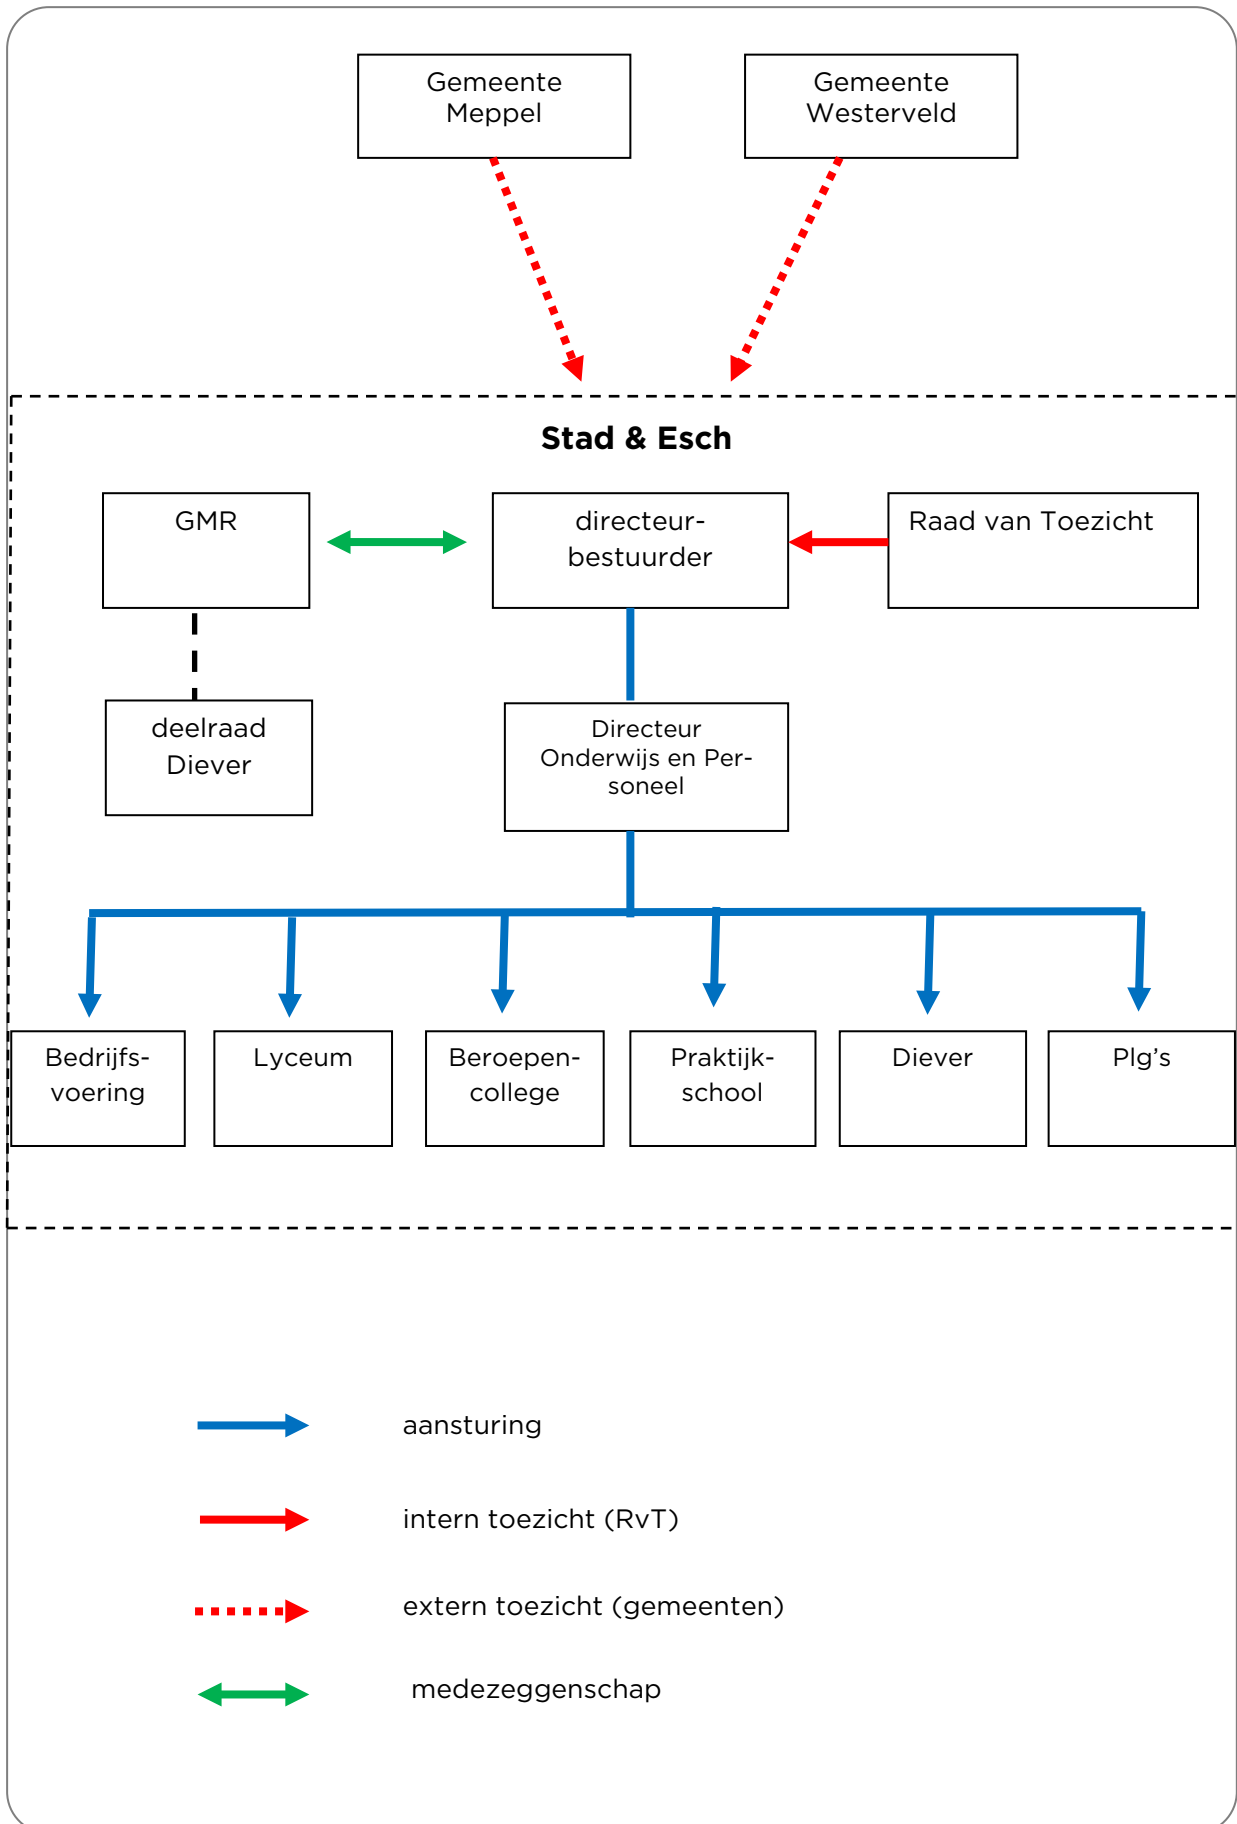 Gemeente
Meppel
Gemeente
Westerveld
Stad & Esch
GMR
directeur-
bestuurder
Raad van Toezicht
deelraad
Diever
Directeur
Onderwijs en Per-
soneel
Bedrijfs-
voering
Lyceum
Beroepen-
college
Praktijk-
school
Diever
Plg's
aansturing
intern toezicht (RvT)
extern toezicht (gemeenten)
medezeggenschap